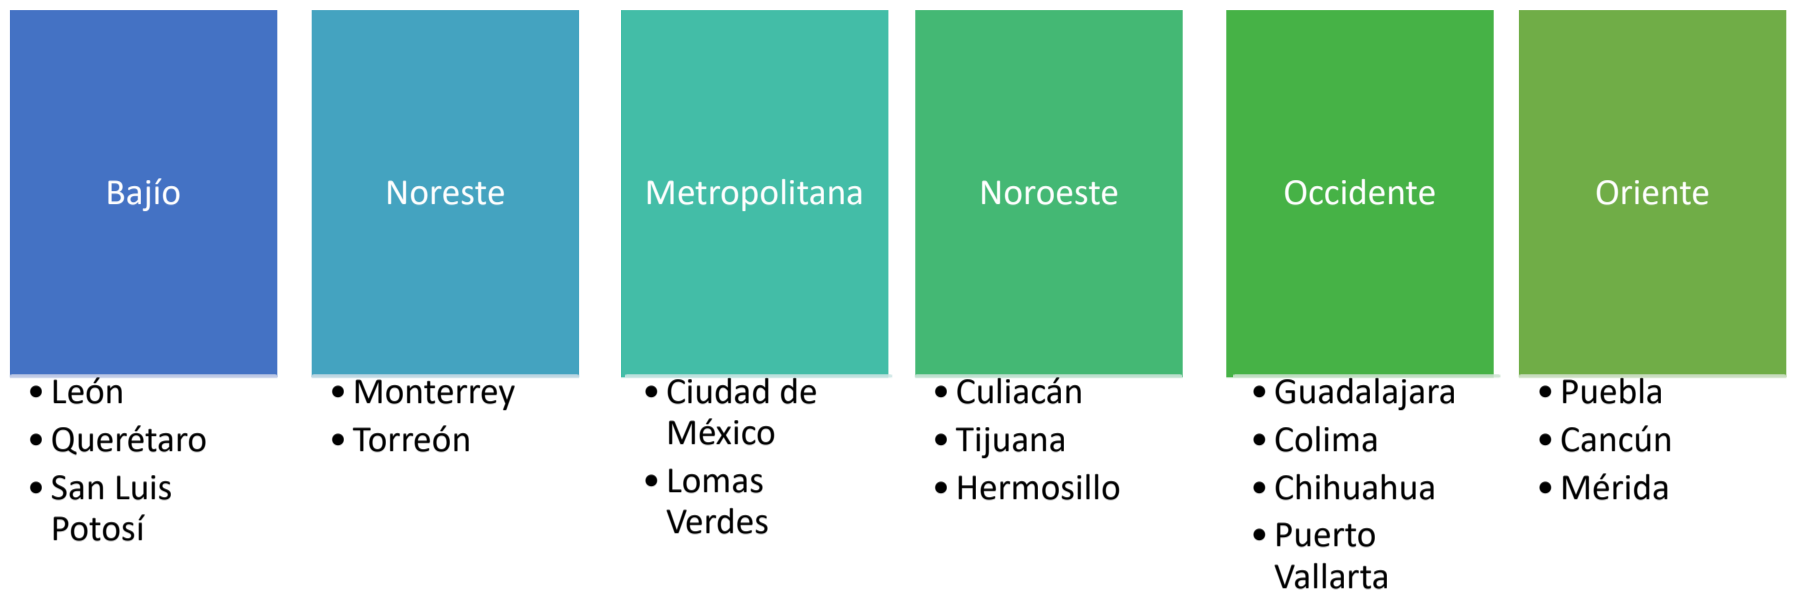 Bajío
• León
• Querétaro
• San Luis
Potosí
Noreste
• Monterrey
• Torreón
Metropolitana
• Ciudad de
México
• Lomas
Verdes
Noroeste
• Culiacán
• Tijuana
• Hermosillo
Occidente
• Guadalajara
• Colima
• Chihuahua
• Puerto
Vallarta
Oriente
• Puebla
• Cancún
• Mérida